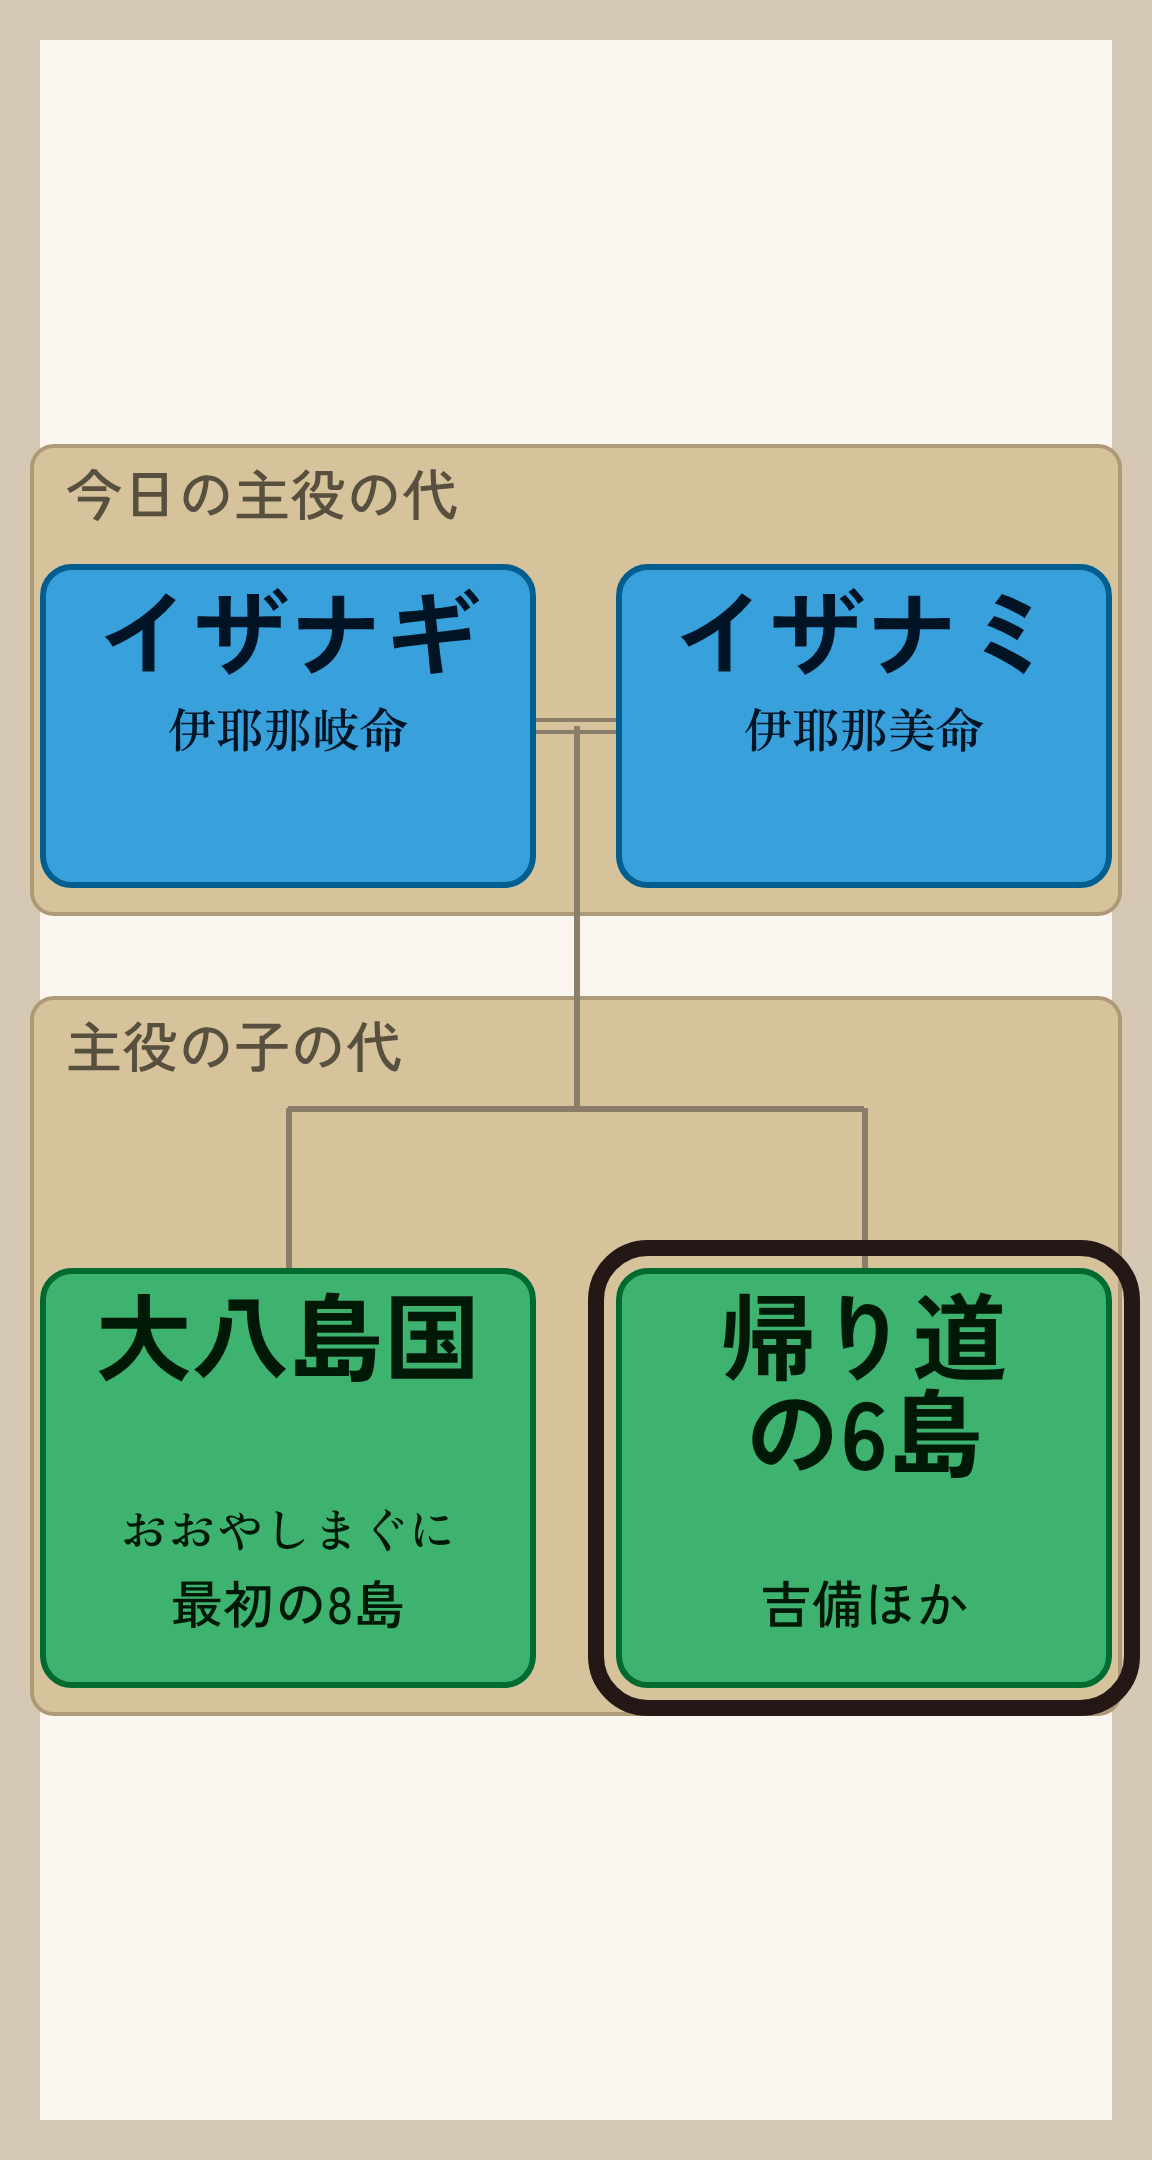 今日の主役の代
イザナギ
伊耶那岐命
イザナミ
伊耶那美命
主役の子の代
大八島国
おおやしまぐに
最初の8島
帰り道
の6島
吉備ほか